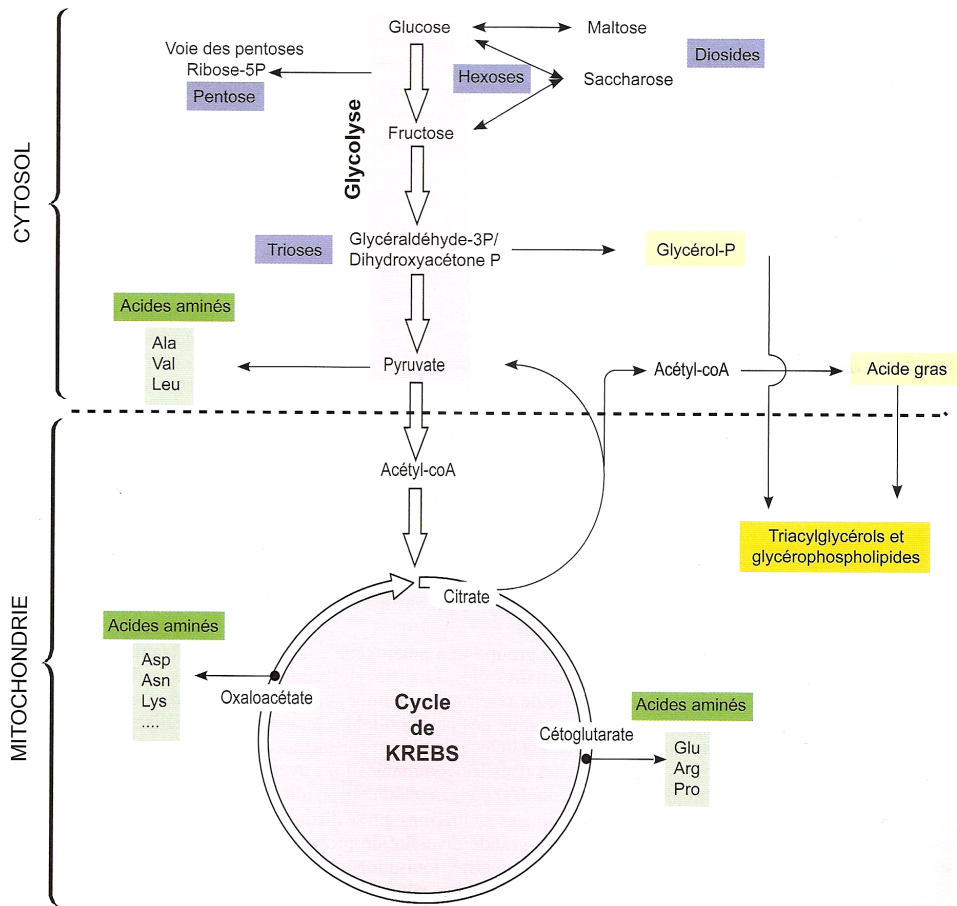 Glucose
Maltose
Voie des pentoses
Ribose-5P
Pentose
Hexoses
Saccharose
Diosides
Fructose
Glycolyse
CYTOSOL
Trioses
Glycéraldéhyde-3P/
Dihydroxyacétone P
Glycérol-P
Acides aminés
Ala
Val
Leu
Pyruvate
Acétyl-coA
Acide gras
Acétyl-coA
Triacylglycérols et
glycérophospholipides
MITOCHONDRIE
Citrate
Acides aminés
Asp
Asn
Lys
....
Oxaloacétate
Cycle
de
KREBS
Cétoglutarate
Acides aminés
Glu
Arg
Pro